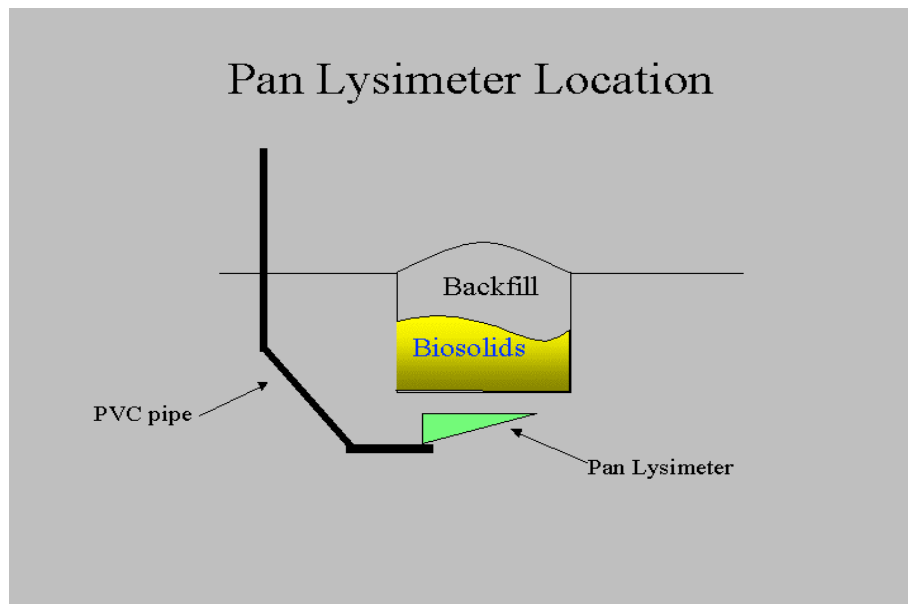 Pan Lysimeter Location
Backfill
Biosolids
PVC pipe
Pan Lysimeter